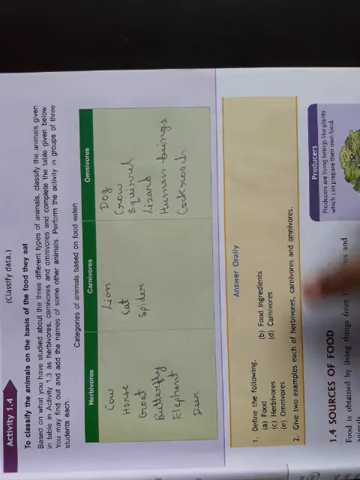 Activity 1.4
(Classify data.)
To classify the animals on the basis of the food they eat
Based on what you have studied about the three different types of animals, classify the animals given
in table in Activity 1.3 as herbivores, carnivores and omnivores and complete the table given below.
You may find out and add the names of some other animals. Perform the activity in groups of three
students each.
Categories of animals based on food eaten
Herbivores Carnivores Omnivores
Cow Lion Dog
Horse Cat Crow
Goat Spider Squirrel
Butterfly Lizard
Elephant Human beings
Deer Cockroach
Answer Orally
1. Define the following.
(a) Food (b) Food ingredients
(c) Herbivores (d) Carnivores
(e) Omnivores
2. Give two examples each of herbivores, carnivores and omnivores.
1.4 SOURCES OF FOOD
Food is obtained by living things from
Producers
Producers are living beings like plants
which can prepare their own food.